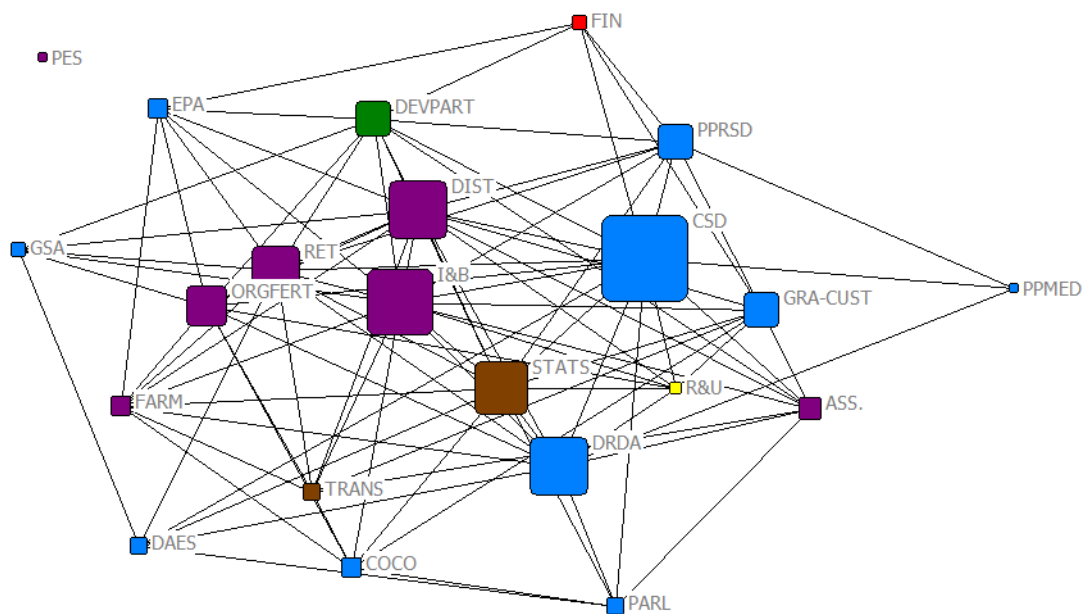 FIN
PES
EPA
DEVPART
PPRSD
DIST
CSD
GSA
RET
I&B
ORGFERT
GRA-CUST
PPMED
STATS
R&U
FARM
ASS.
DRDA
TRANS
DAES
COCO
PARL